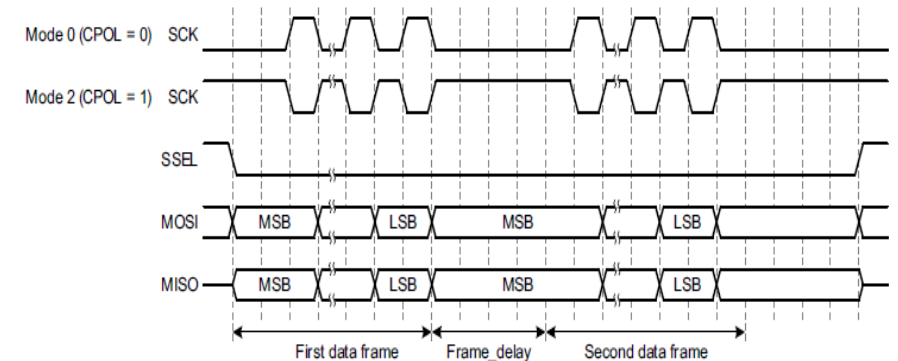 Mode 0 (CPOL = 0) SCK
Mode 2 (CPOL = 1) SCK
SSEL
MOSI MSB LSB MSB LSB
MISO MSB LSB MSB LSB
First data frame Frame_delay Second data frame